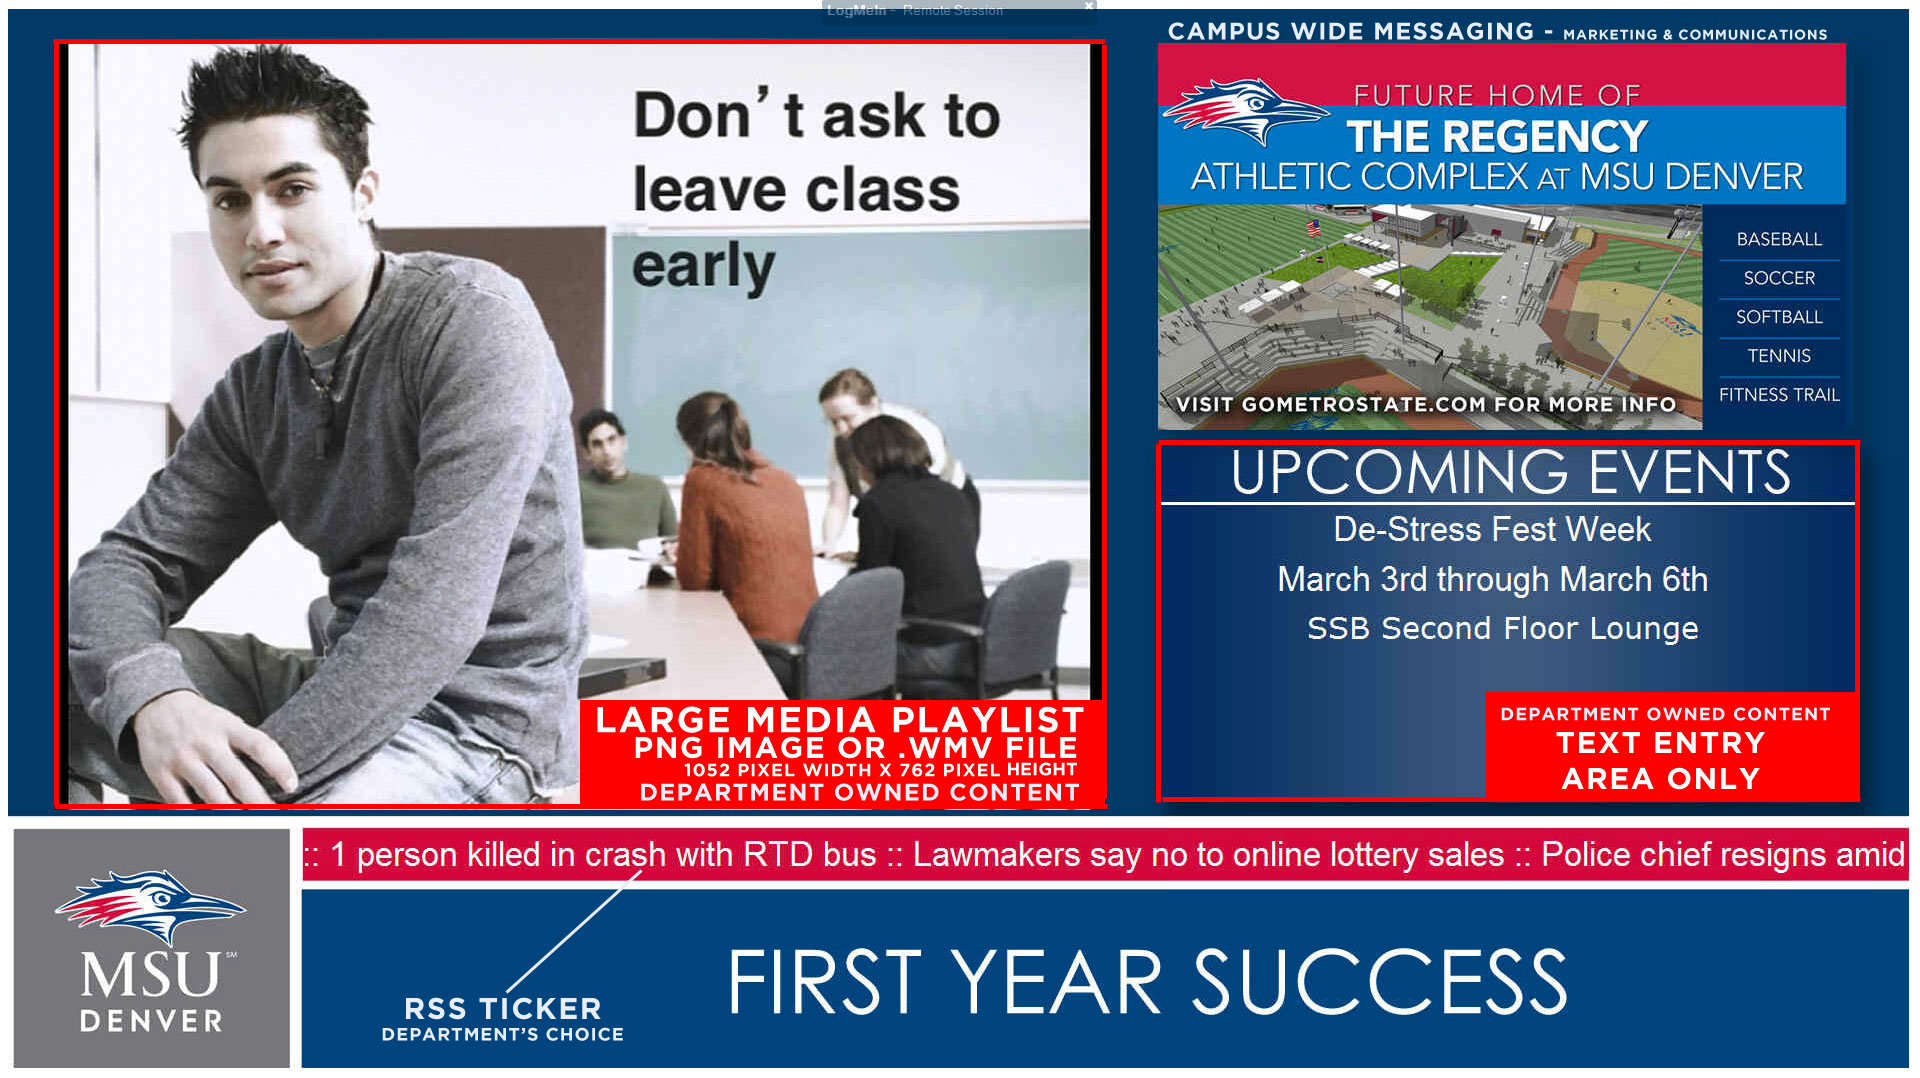 LogMeIn - Remote Session
CAMPUS WIDE MESSAGING - MARKETING & COMMUNICATIONS
Don't ask to
leave class
early
LARGE MEDIA PLAYLIST
PNG IMAGE OR .WMV FILE
1052 PIXEL WIDTH X 762 PIXEL HEIGHT
DEPARTMENT OWNED CONTENT
FUTURE HOME OF
THE REGENCY
ATHLETIC COMPLEX AT MSU DENVER
BASEBALL
SOCCER
SOFTBALL
TENNIS
FITNESS TRAIL
VISIT GOMETROSTATE.COM FOR MORE INFO
UPCOMING EVENTS
De-Stress Fest Week
March 3rd through March 6th
SSB Second Floor Lounge
DEPARTMENT OWNED CONTENT
TEXT ENTRY
AREA ONLY
:: 1 person killed in crash with RTD bus :: Lawmakers say no to online lottery sales :: Police chief resigns amid
MSU SM
DENVER
RSS TICKER
DEPARTMENT'S CHOICE
FIRST YEAR SUCCESS